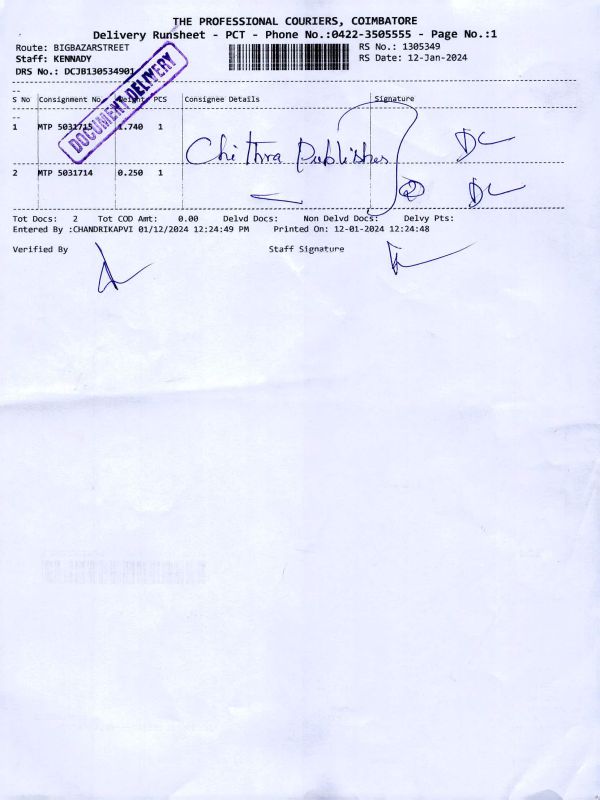 THE PROFESSIONAL COURIERS, COIMBATORE
Delivery Runsheet - PCT - Phone No.:0422-3505555 - Page No.:1
Route: BIGBAZARSTREET RS No.: 1305349
Staff: KENNADY RS Date: 12-Jan-2024
DRS No.: DCJB130534901
DOCUMENT DELIVERY
S No Consignment No. Weight PCS Consignee Details Signature
1 MTP 5031715 1.740 1
Chithra Publishers
2 MTP 5031714 0.250 1
Tot Docs: 2 Tot COD Amt: 0.00 Delvd Docs: Non Delvd Docs: Delvy Pts:
Entered By :CHANDRIKAPVI 01/12/2024 12:24:49 PM Printed On: 12-01-2024 12:24:48
Verified By Staff Signature